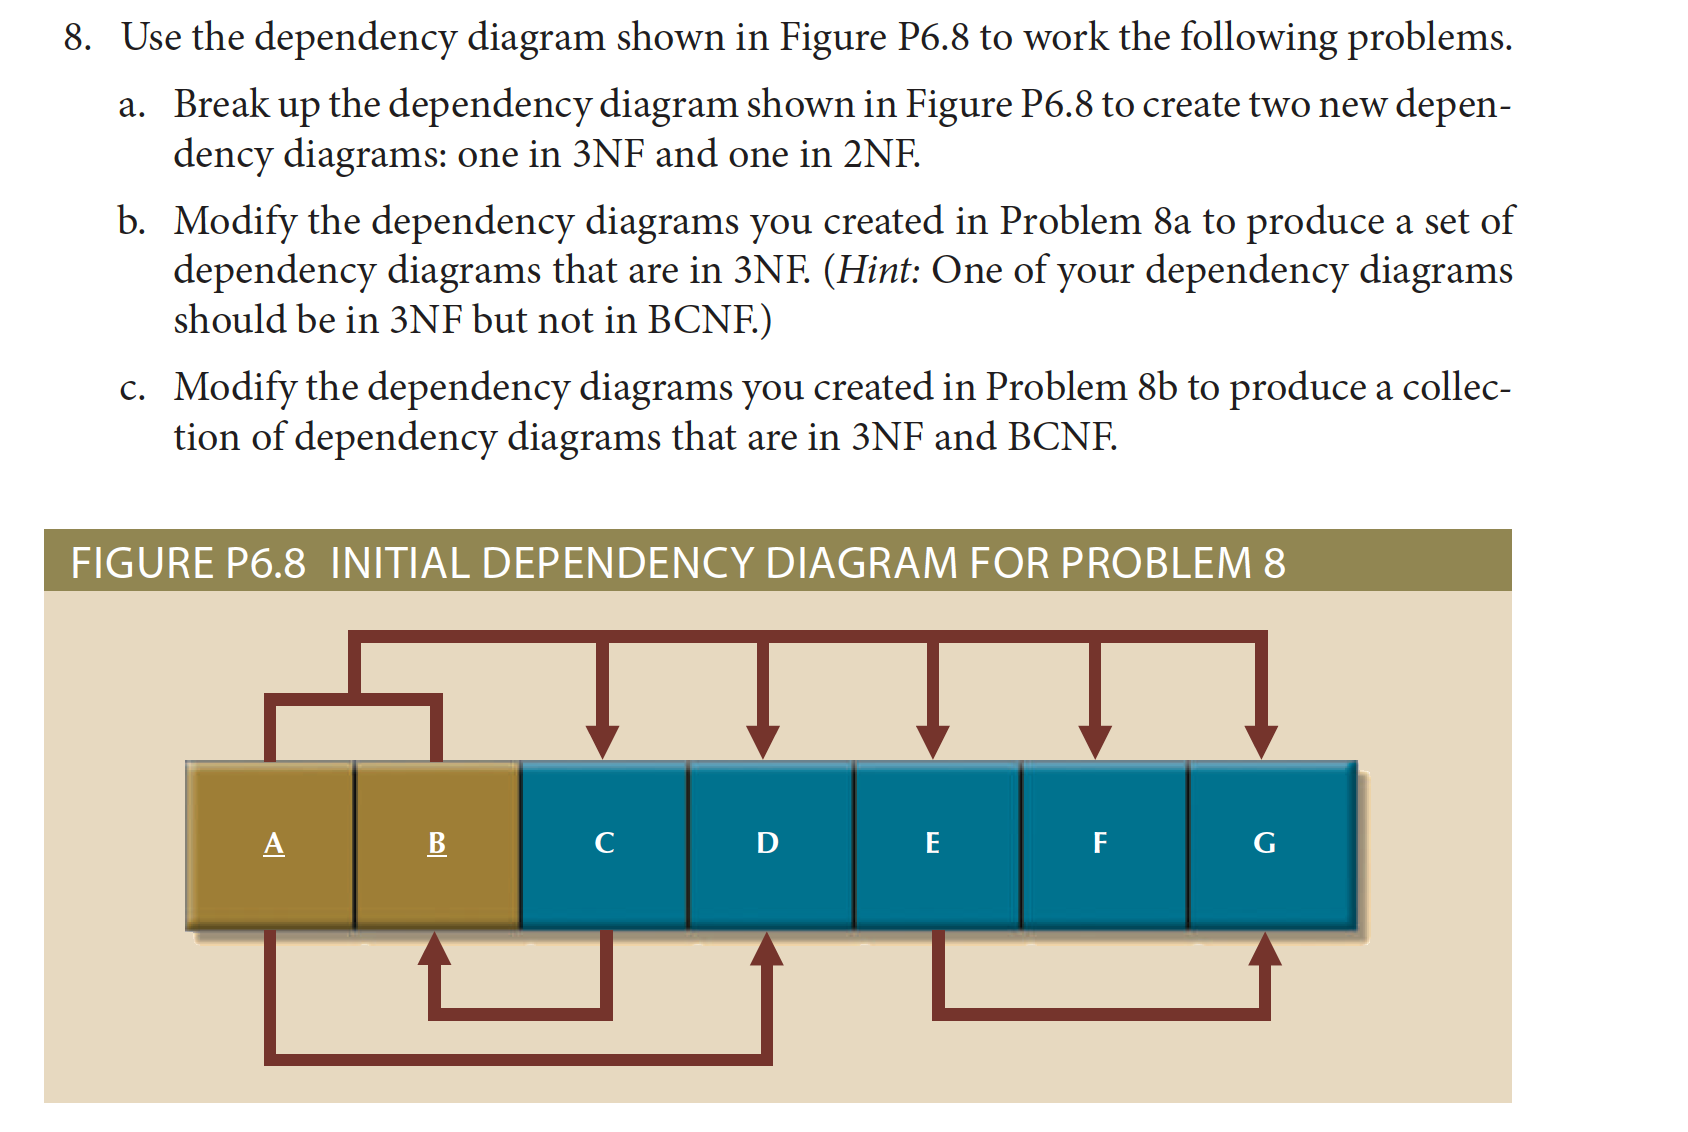 8. Use the dependency diagram shown in Figure P6.8 to work the following problems.
a. Break up the dependency diagram shown in Figure P6.8 to create two new depen-
dency diagrams: one in 3NF and one in 2NF.
b. Modify the dependency diagrams you created in Problem 8a to produce a set of
dependency diagrams that are in 3NF. (Hint: One of your dependency diagrams
should be in 3NF but not in BCNF.)
c. Modify the dependency diagrams you created in Problem 8b to produce a collec-
tion of dependency diagrams that are in 3NF and BCNF.
FIGURE P6.8 INITIAL DEPENDENCY DIAGRAM FOR PROBLEM 8
A B C D E F G